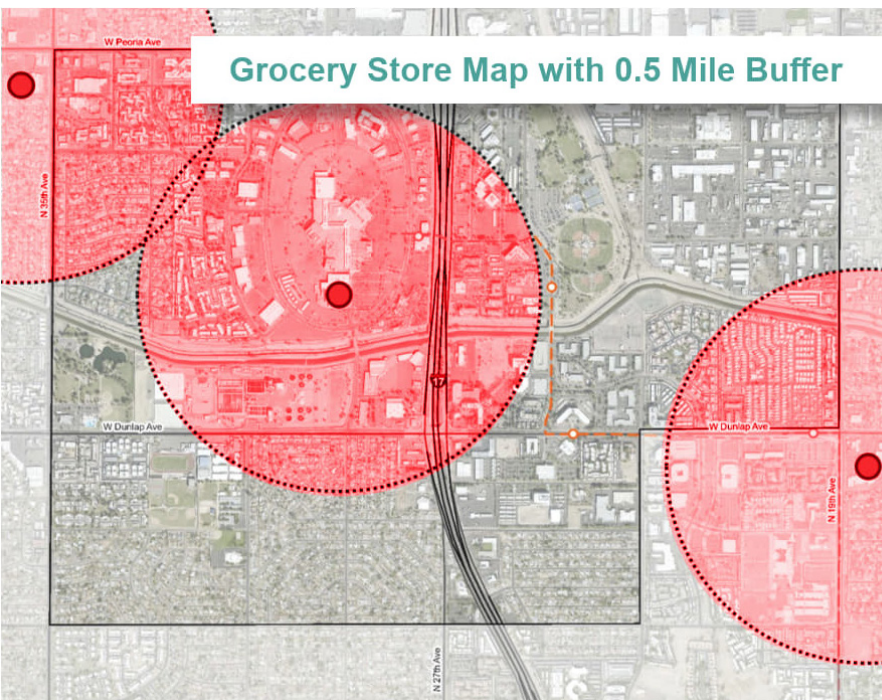 W Peoria Ave
Grocery Store Map with 0.5 Mile Buffer
N 35th Ave
17
W Dunlap Ave
W Dunlap Ave
N 19th Ave
N 27th Ave